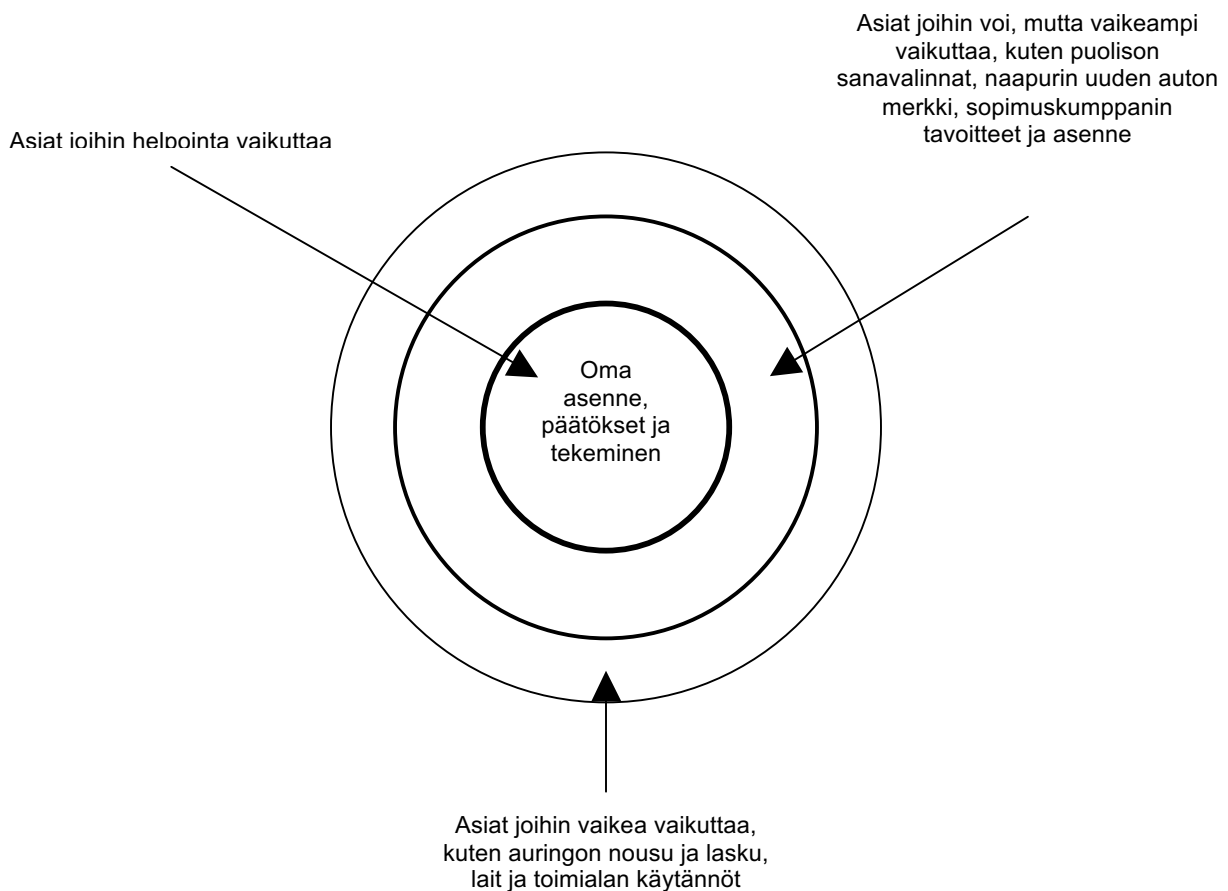 Asiat joihin voi, mutta vaikeampi
vaikuttaa, kuten puolison
sanavalinnat, naapurin uuden auton
merkki, sopimuskumppanin
tavoitteet ja asenne
Asiat joihin helpointa vaikuttaa
Oma
asenne,
päätökset ja
tekeminen
Asiat joihin vaikea vaikuttaa,
kuten auringon nousu ja lasku,
lait ja toimialan käytännöt